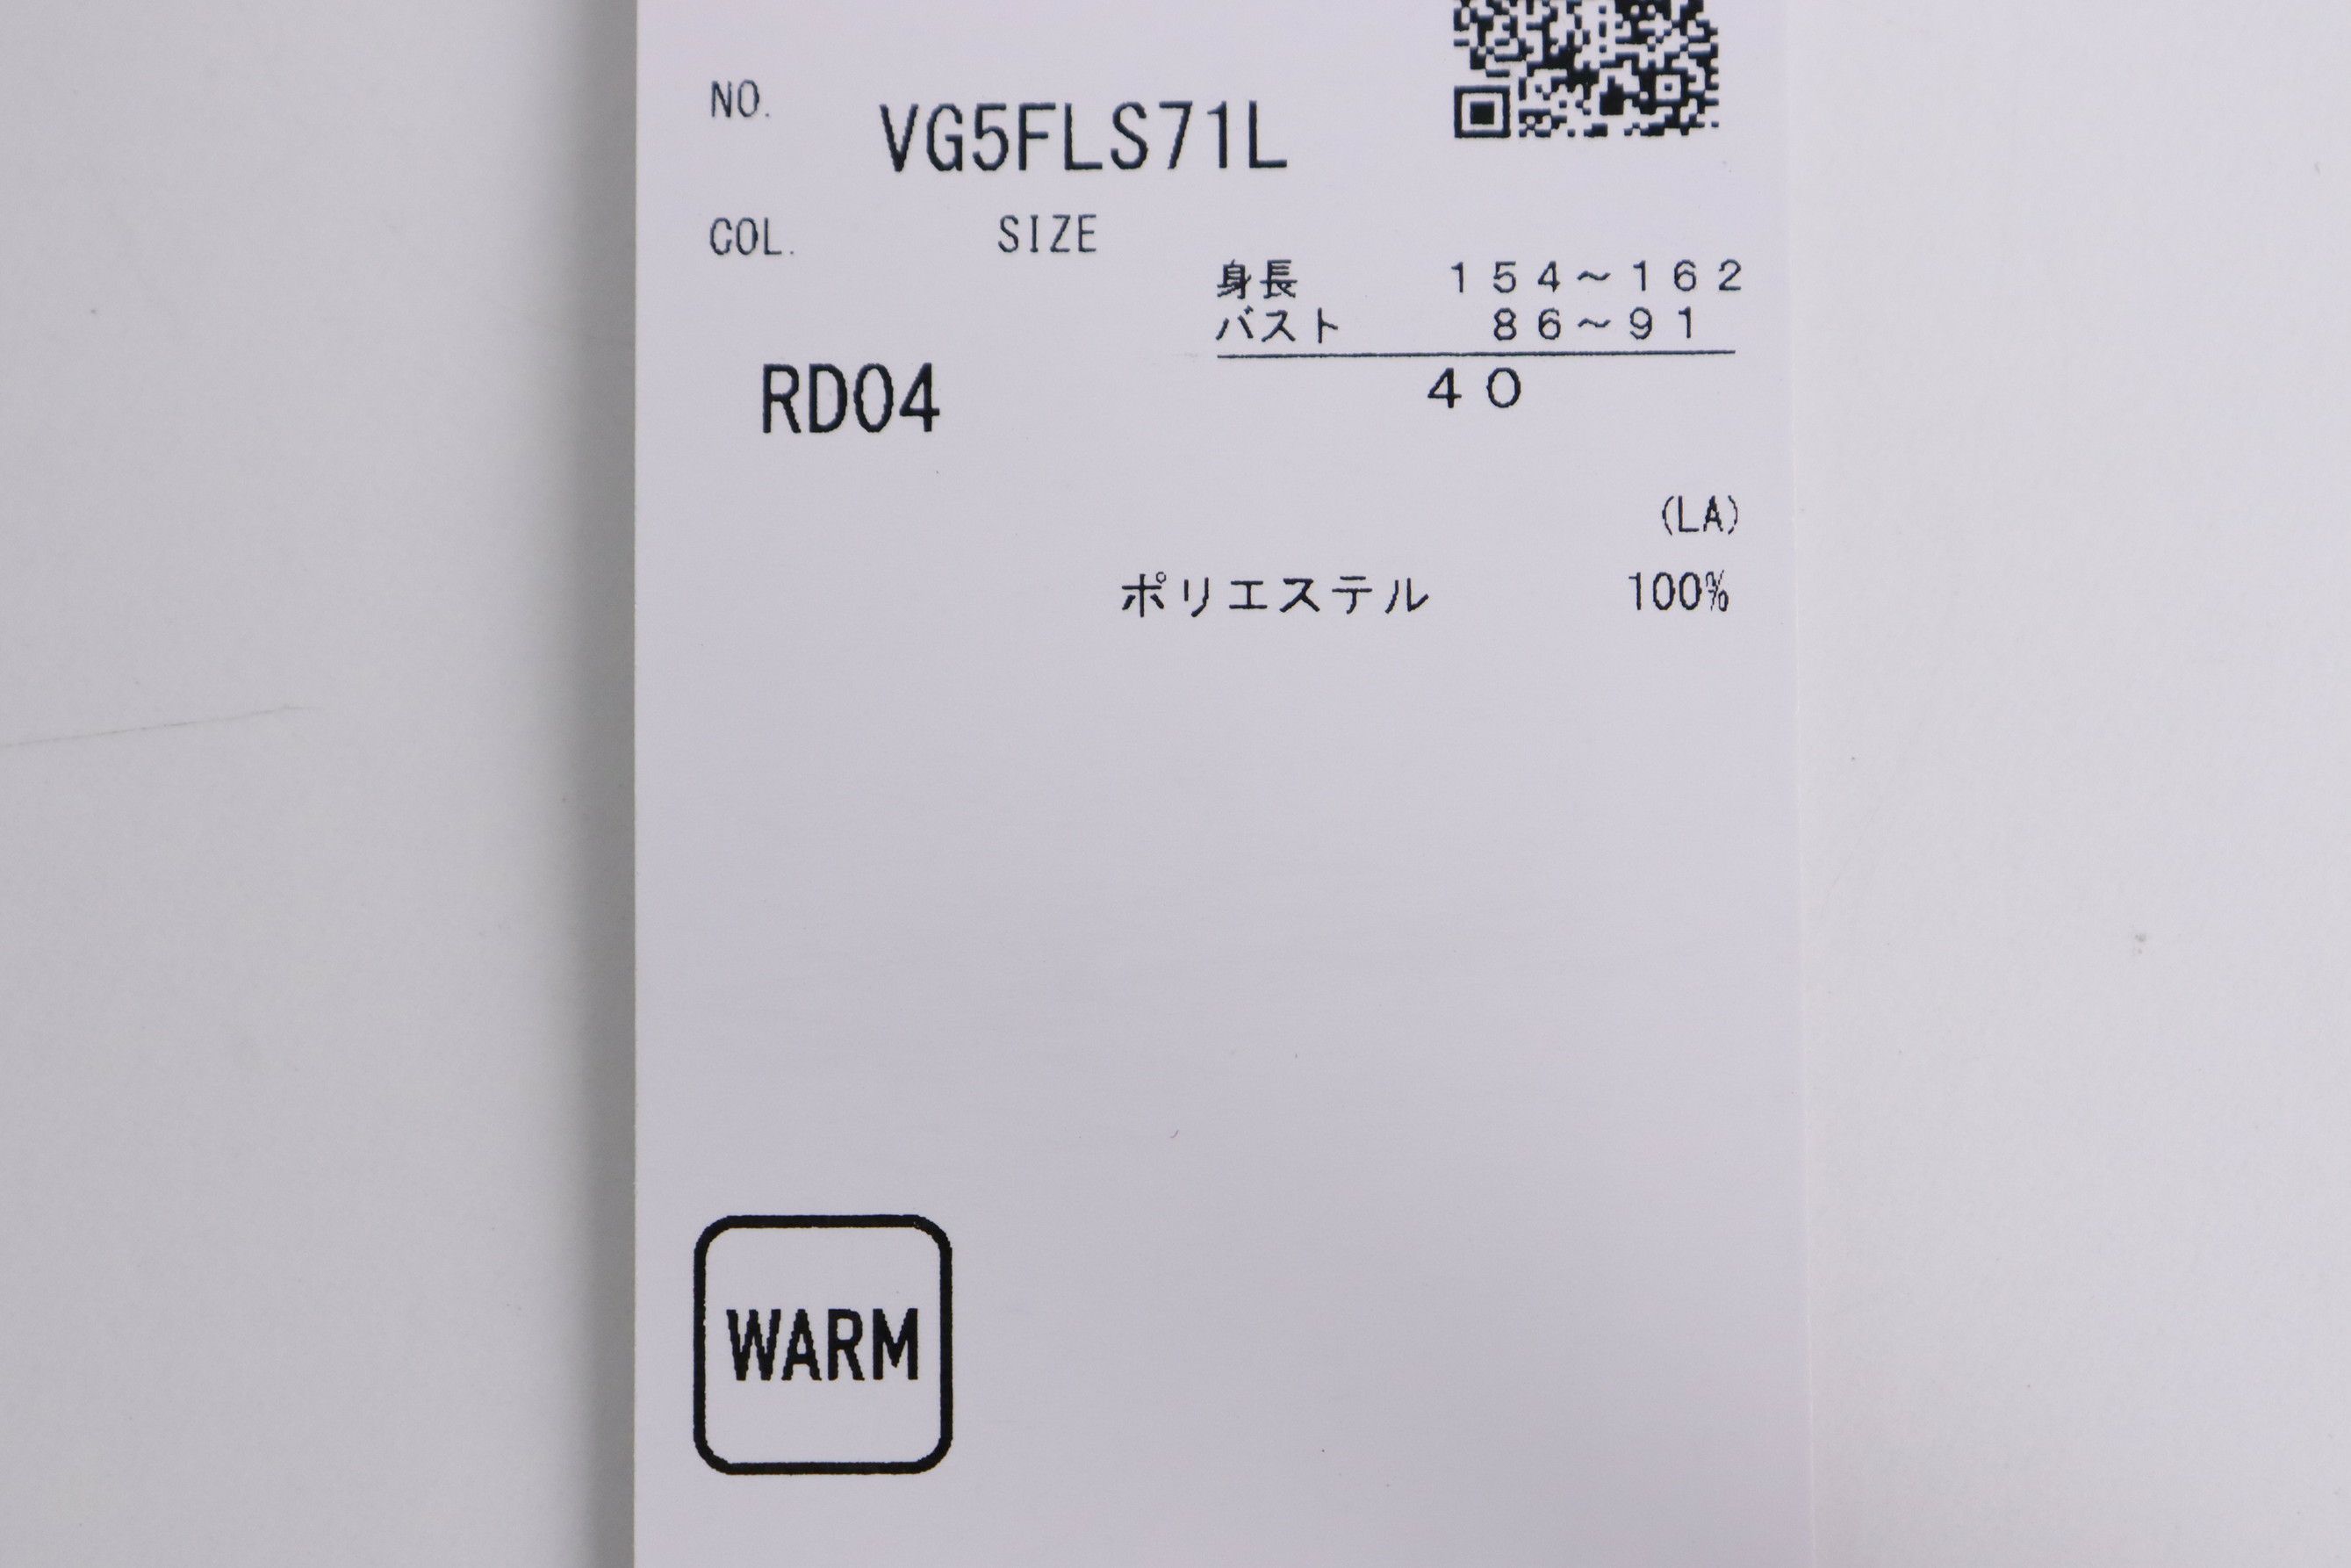 NO. VG5FLS71L
COL. SIZE
身長 154~162
バスト 86~91
RD04 40
(LA)
ポリエステル 100%
WARM